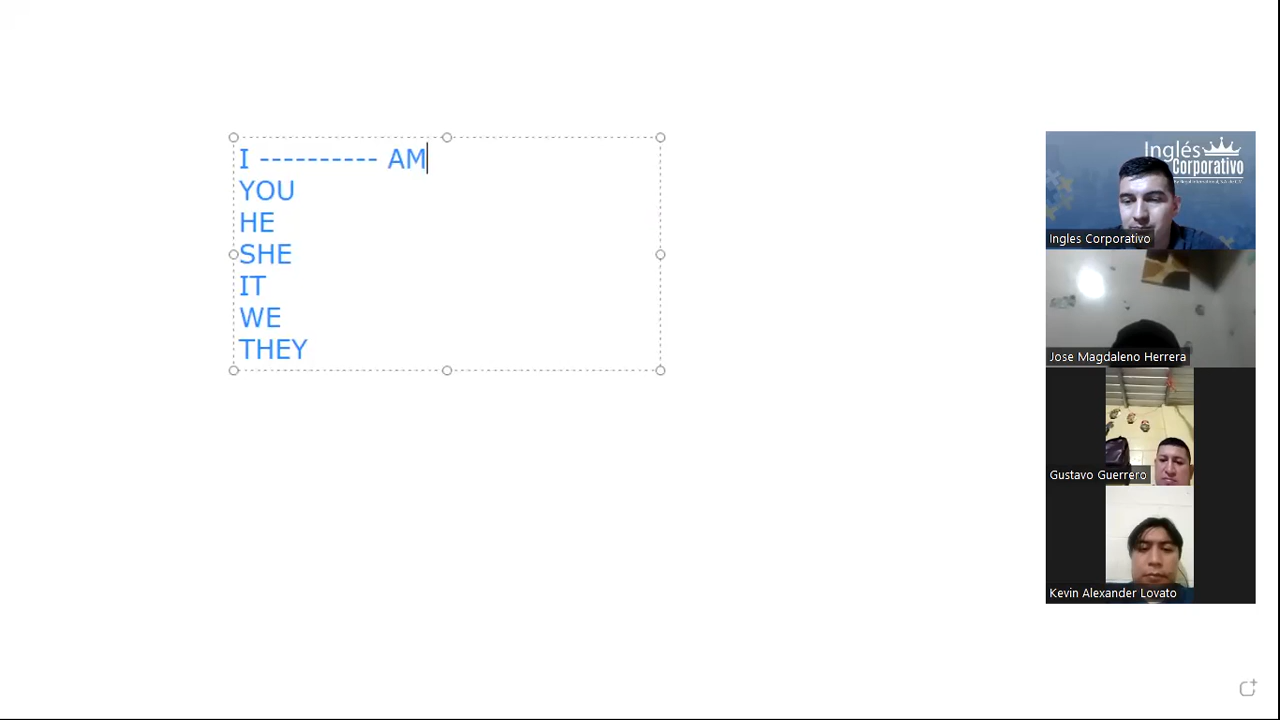 I ---------- AM
YOU
HE
SHE
IT
WE
THEY
Inglés
Corporativo
Ingles Corporativo
Jose Magdaleno Herrera
Gustavo Guerrero
Kevin Alexander Lovato